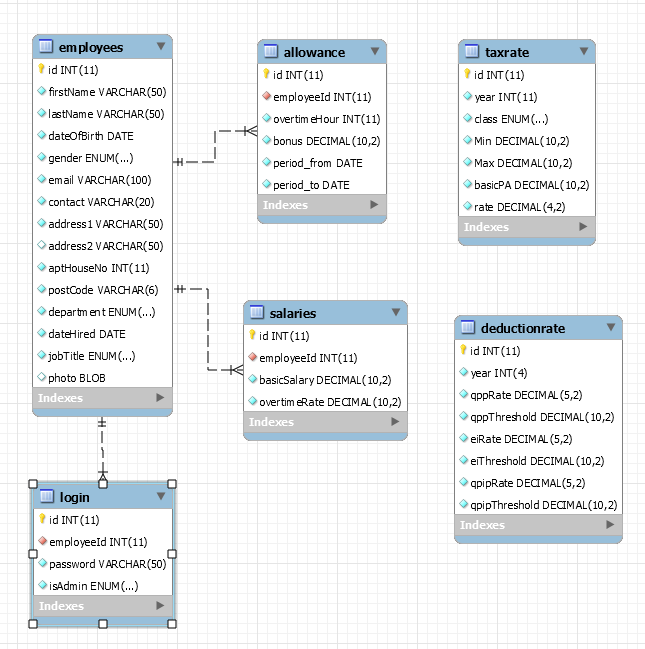 employees
id INT(11)
firstName VARCHAR(50)
lastName VARCHAR(50)
dateOfBirth DATE
gender ENUM(...)
email VARCHAR(100)
contact VARCHAR(20)
address1 VARCHAR(50)
address2 VARCHAR(50)
aptHouseNo INT(11)
postCode VARCHAR(6)
department ENUM(...)
dateHired DATE
jobTitle ENUM(...)
photo BLOB
Indexes
allowance
id INT(11)
employeeId INT(11)
overtimeHour INT(11)
bonus DECIMAL(10,2)
period_from DATE
period_to DATE
Indexes
taxrate
id INT(11)
year INT(11)
class ENUM(...)
Min DECIMAL(10,2)
Max DECIMAL(10,2)
basicPA DECIMAL(10,2)
rate DECIMAL(4,2)
Indexes
salaries
id INT(11)
employeeId INT(11)
basicSalary DECIMAL(10,2)
overtimeRate DECIMAL(10,2)
Indexes
deductionrate
id INT(11)
year INT(4)
qppRate DECIMAL(5,2)
qppThreshold DECIMAL(10,2)
eiRate DECIMAL(5,2)
eiThreshold DECIMAL(10,2)
qpipRate DECIMAL(5,2)
qpipThreshold DECIMAL(10,2)
Indexes
login
id INT(11)
employeeId INT(11)
password VARCHAR(50)
isAdmin ENUM(...)
Indexes